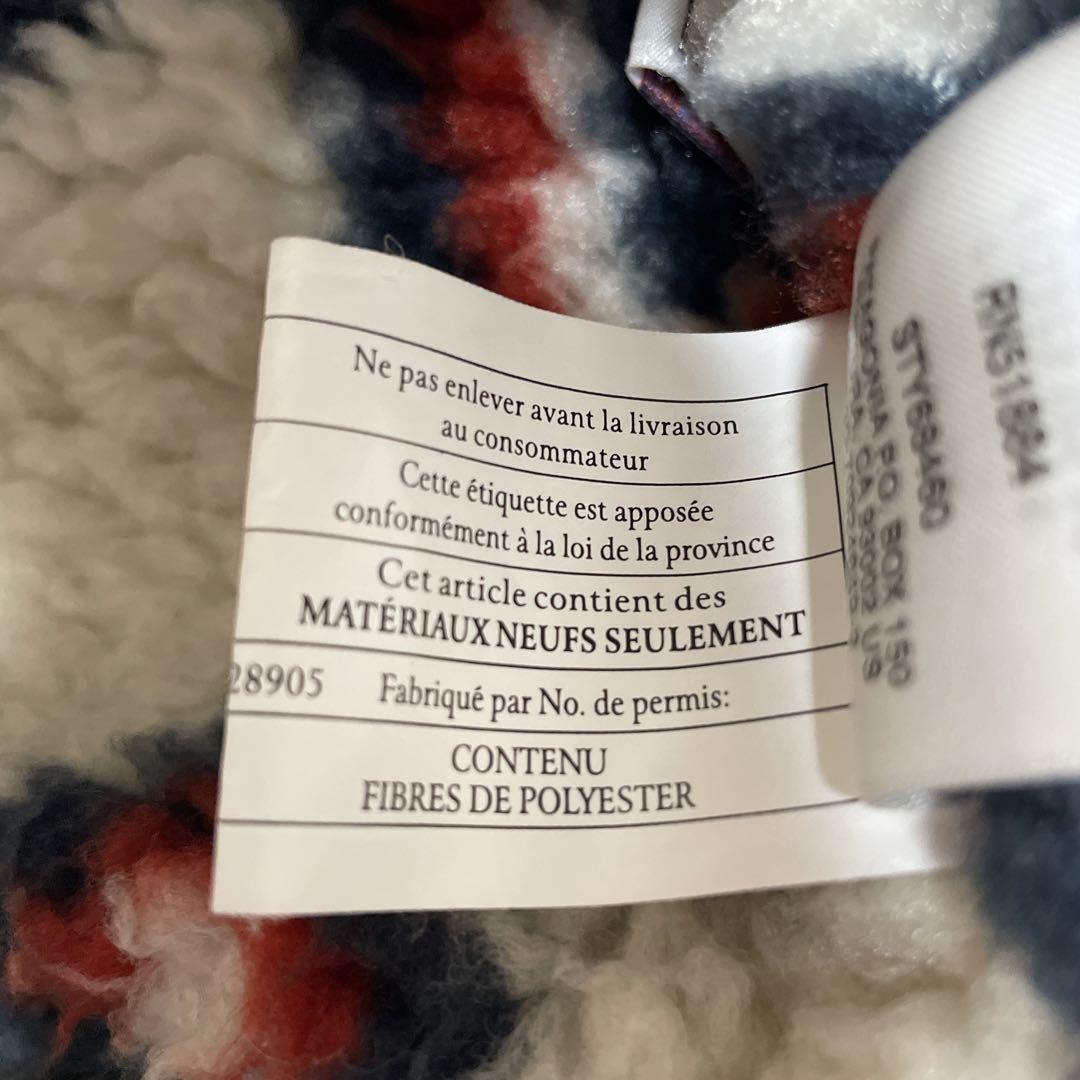 Ne pas enlever avant la livraison
au consommateur
Cette étiquette est apposée
conformément à la loi de la province
Cet article contient des
MATÉRIAUX NEUFS SEULEMENT
28905 Fabriqué par No. de permis:
CONTENU
FIBRES DE POLYESTER
RN51884
STY68460
P.O. BOX 150
CA 93002 US